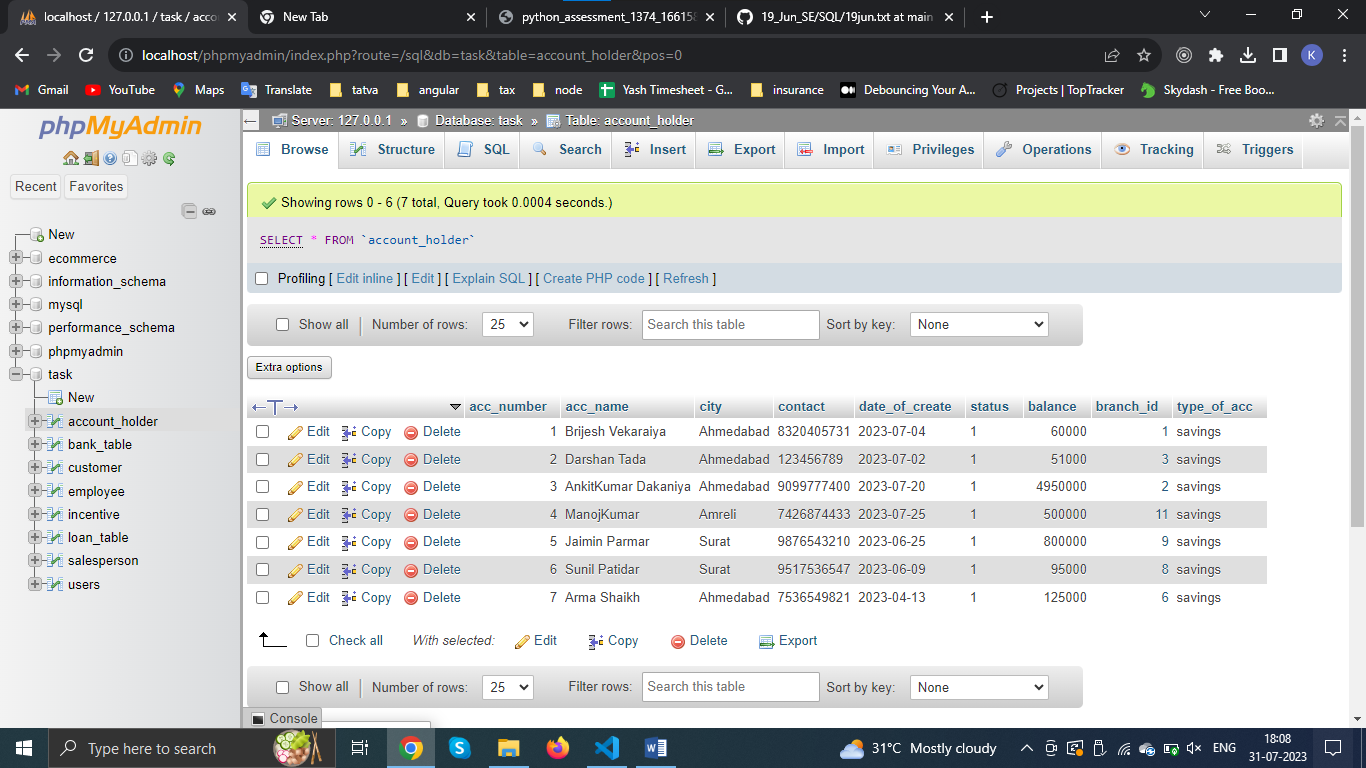 localhost / 127.0.0.1 / task / acco
New Tab
python_assessment_1374_16615
19_Jun_SE/SQL/19jun.txt at main
localhost/phpmyadmin/index.php?route=/sql&db=task&table=account_holder&pos=0
K
Gmail YouTube Maps Translate tatva angular tax node Yash Timesheet - G... insurance Debouncing Your A... Projects | TopTracker Skydash - Free Boo...
phpMyAdmin
Recent Favorites
New
ecommerce
information_schema
mysql
performance_schema
phpmyadmin
task
New
account_holder
bank_table
customer
employee
incentive
loan_table
salesperson
users
Server: 127.0.0.1 » Database: task » Table: account_holder
Browse Structure SQL Search Insert Export Import Privileges Operations Tracking Triggers
Showing rows 0 - 6 (7 total, Query took 0.0004 seconds.)
SELECT * FROM `account_holder`
Profiling [ Edit inline ] [ Edit ] [ Explain SQL ] [ Create PHP code ] [ Refresh ]
Show all | Number of rows: 25 Filter rows: Search this table Sort by key: None
Extra options
acc_number acc_name city contact date_of_create status balance branch_id type_of_acc
Edit Copy Delete 1 Brijesh Vekaraiya Ahmedabad 8320405731 2023-07-04 1 60000 1 savings
Edit Copy Delete 2 Darshan Tada Ahmedabad 123456789 2023-07-02 1 51000 3 savings
Edit Copy Delete 3 AnkitKumar Dakaniya Ahmedabad 9099777400 2023-07-20 1 4950000 2 savings
Edit Copy Delete 4 ManojKumar Amreli 7426874433 2023-07-25 1 500000 11 savings
Edit Copy Delete 5 Jaimin Parmar Surat 9876543210 2023-06-25 1 800000 9 savings
Edit Copy Delete 6 Sunil Patidar Surat 9517536547 2023-06-09 1 95000 8 savings
Edit Copy Delete 7 Arma Shaikh Ahmedabad 7536549821 2023-04-13 1 125000 6 savings
Check all With selected: Edit Copy Delete Export
Show all | Number of rows: 25 Filter rows: Search this table Sort by key: None
Console
Type here to search
31°C Mostly cloudy
ENG
18:08
31-07-2023